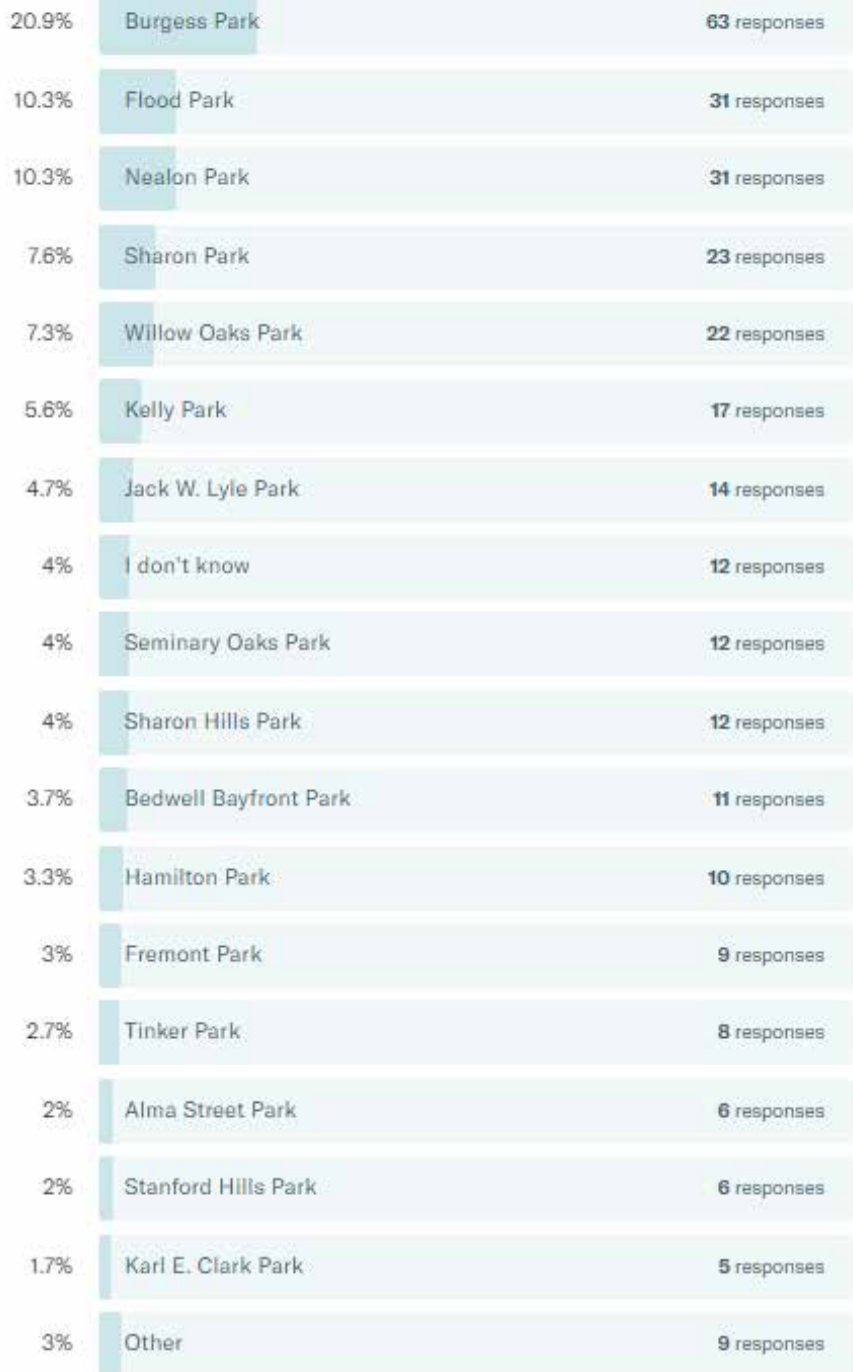 20.9% Burgess Park 63 responses
10.3% Flood Park 31 responses
10.3% Nealon Park 31 responses
7.6% Sharon Park 23 responses
7.3% Willow Oaks Park 22 responses
5.6% Kelly Park 17 responses
4.7% Jack W. Lyle Park 14 responses
4% I don't know 12 responses
4% Seminary Oaks Park 12 responses
4% Sharon Hills Park 12 responses
3.7% Bedwell Bayfront Park 11 responses
3.3% Hamilton Park 10 responses
3% Fremont Park 9 responses
2.7% Tinker Park 8 responses
2% Alma Street Park 6 responses
2% Stanford Hills Park 6 responses
1.7% Karl E. Clark Park 5 responses
3% Other 9 responses